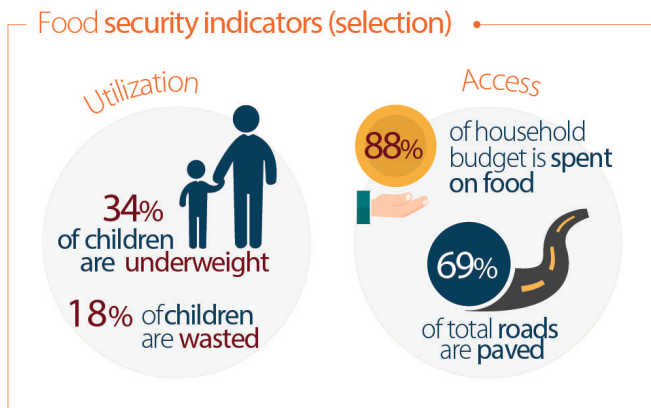 Food security indicators (selection)
Utilization
34%
of children
are underweight
18% of children
are wasted
Access
88%
of household
budget is spent
on food
69%
of total roads
are paved